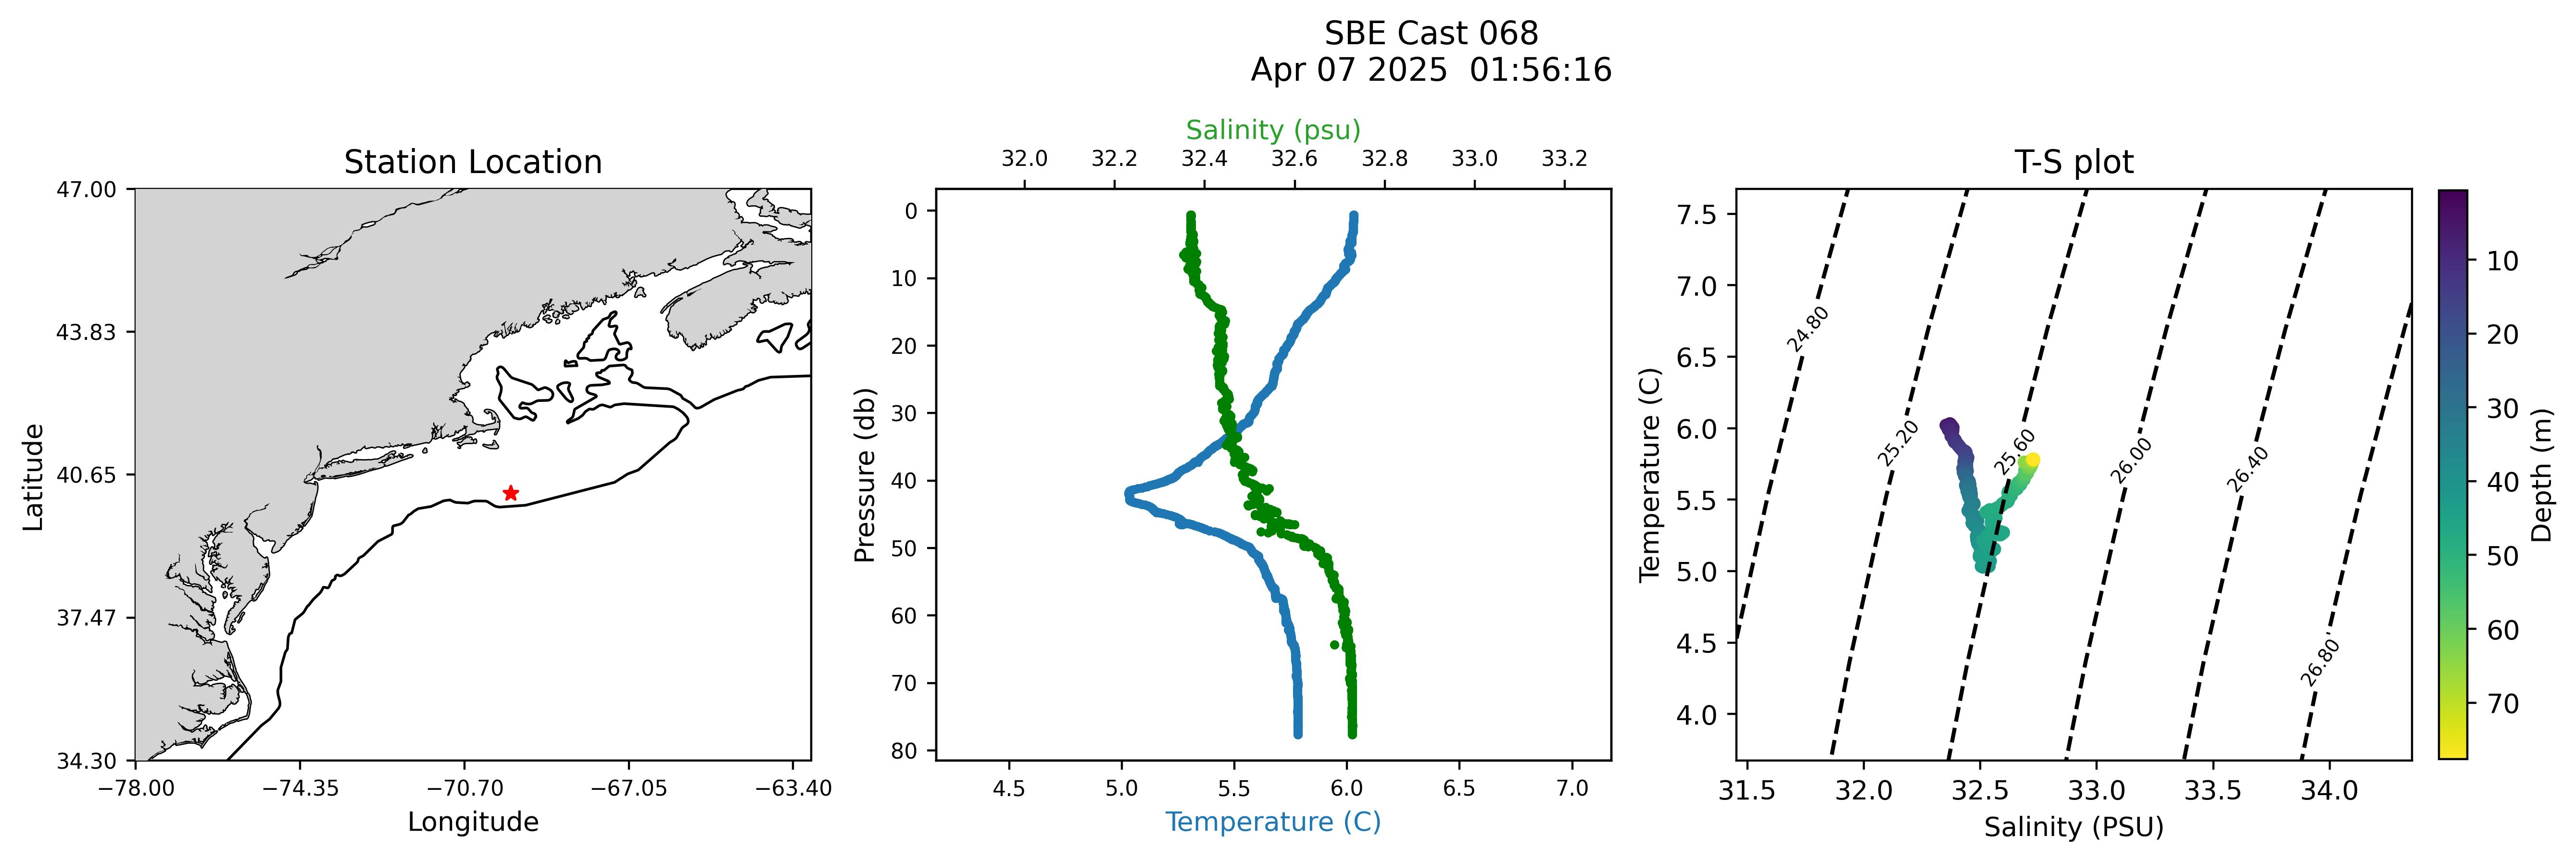 SBE Cast 068
Apr 07 2025  01:56:16
Station Location
47.00
43.83
40.65
37.47
34.30
Latitude
−78.00 −74.35 −70.70 −67.05 −63.40
Longitude
Salinity (psu)
32.0 32.2 32.4 32.6 32.8 33.0 33.2
0
10
20
30
40
50
60
70
80
Pressure (db)
4.5 5.0 5.5 6.0 6.5 7.0
Temperature (C)
T-S plot
7.5
7.0
6.5
6.0
5.5
5.0
4.5
4.0
Temperature (C)
24.80
25.20
25.60
26.00
26.40
26.80
31.5 32.0 32.5 33.0 33.5 34.0
Salinity (PSU)
10
20
30
40
50
60
70
Depth (m)